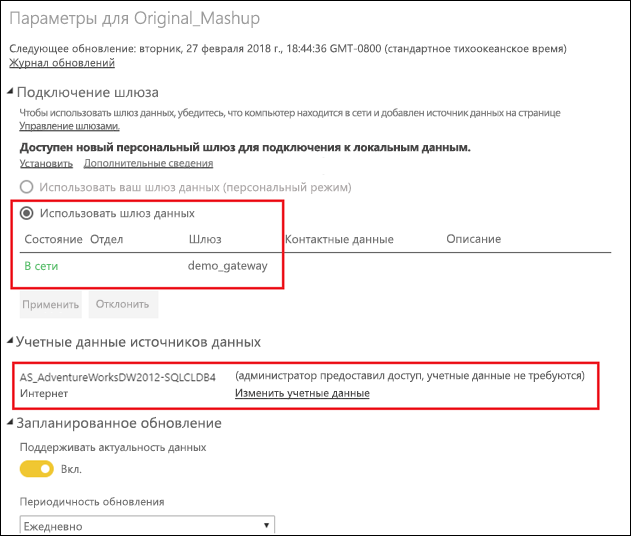 Параметры для Original_Mashup
Следующее обновление: вторник, 27 февраля 2018 г., 18:44:36 GMT-0800 (стандартное тихоокеанское время)
Журнал обновлений
Подключение шлюза
Чтобы использовать шлюз данных, убедитесь, что компьютер находится в сети и добавлен источник данных на странице
Управление шлюзами.
Доступен новый персональный шлюз для подключения к локальным данным.
Установить Дополнительные сведения
Использовать ваш шлюз данных (персональный режим)
Использовать шлюз данных
Состояние Отдел Шлюз Контактные данные Описание
В сети demo_gateway
Применить Отклонить
Учетные данные источников данных
AS_AdventureWorksDW2012-SQLCLDB4 (администратор предоставил доступ, учетные данные не требуются)
Интернет Изменить учетные данные
Запланированное обновление
Поддерживать актуальность данных
Вкл.
Периодичность обновления
Ежедневно